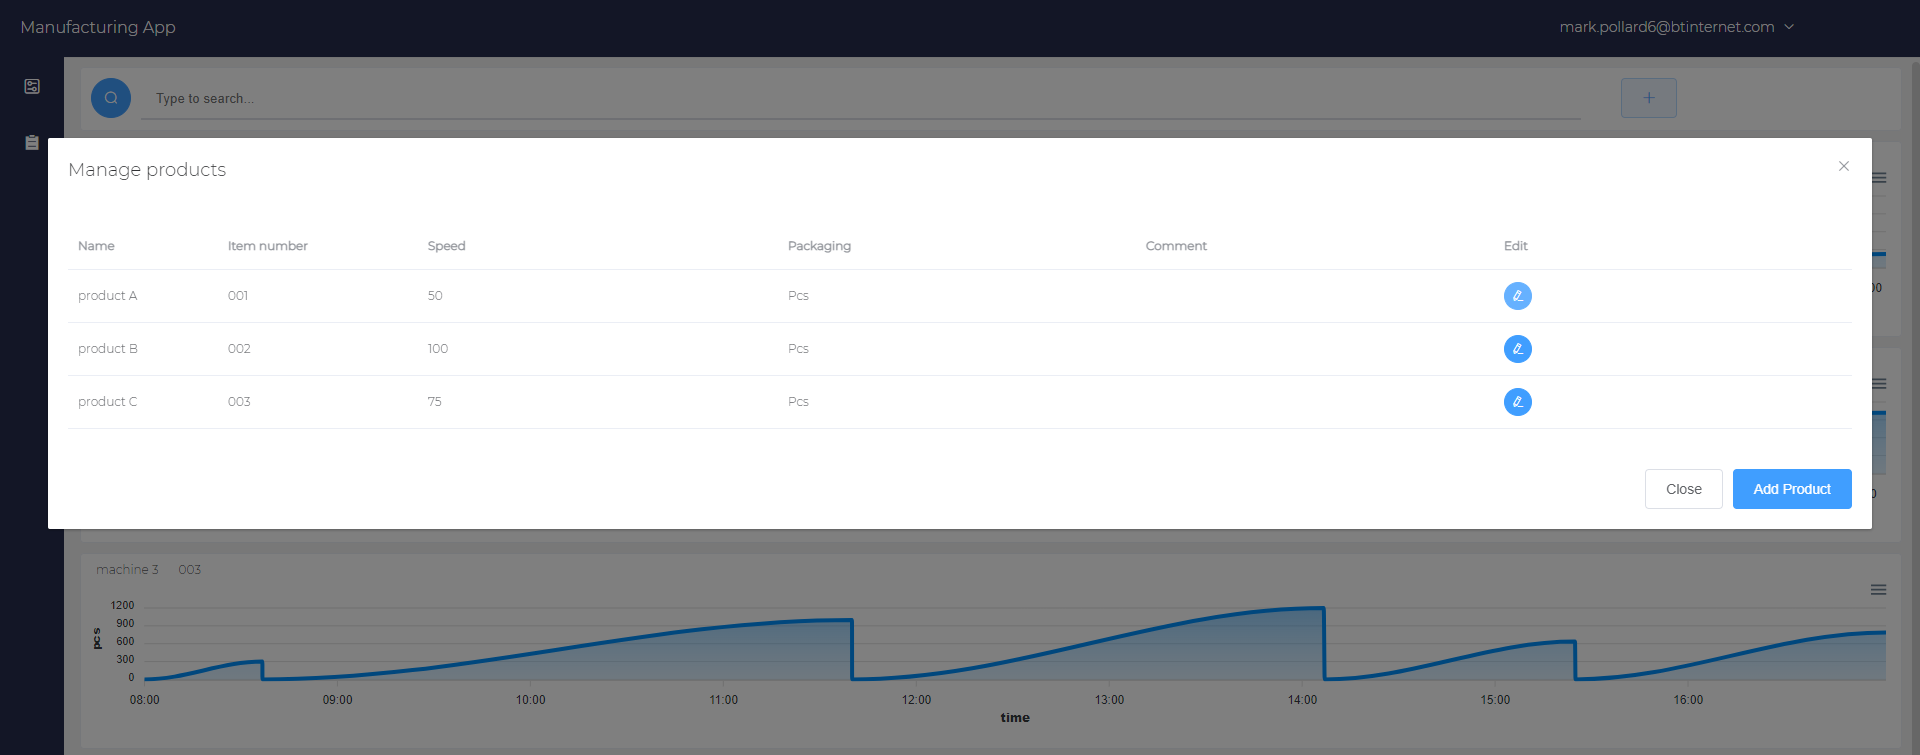 Manufacturing App
mark.pollard6@btinternet.com
Type to search...
Manage products
Name Item number Speed Packaging Comment Edit
product A 001 50 Pcs
product B 002 100 Pcs
product C 003 75 Pcs
Close Add Product
machine 3 003
1200
900
600
300
0
pcs
08:00 09:00 10:00 11:00 12:00 13:00 14:00 15:00 16:00
time